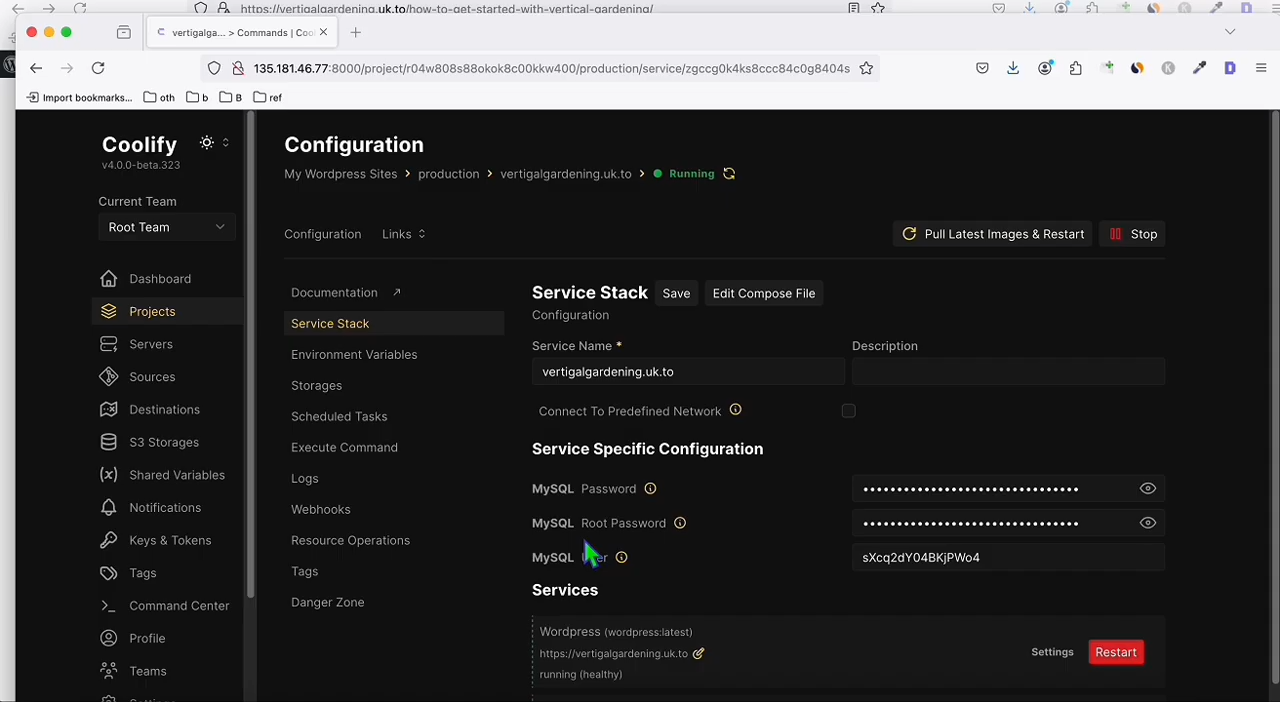 https://vertigalgardening.uk.to/how-to-get-started-with-vertical-gardening/
vertigalga... > Commands | Cool
135.181.46.77:8000/project/r04w808s88okok8c00kkw400/production/service/zgccg0k4ks8ccc84c0g8404s
Import bookmarks...
oth
b
B
ref
Coolify
v4.0.0-beta.323
Current Team
Root Team
Dashboard
Projects
Servers
Sources
Destinations
S3 Storages
Shared Variables
Notifications
Keys & Tokens
Tags
Command Center
Profile
Teams
Configuration
My Wordpress Sites > production > vertigalgardening.uk.to > Running
Configuration Links
Pull Latest Images & Restart
Stop
Documentation
Service Stack
Environment Variables
Storages
Scheduled Tasks
Execute Command
Logs
Webhooks
Resource Operations
Tags
Danger Zone
Service Stack Save Edit Compose File
Configuration
Service Name * Description
vertigalgardening.uk.to
Connect To Predefined Network
Service Specific Configuration
MySQL Password
MySQL Root Password
MySQL User
sXcq2dY04BKjPWo4
Services
Wordpress (wordpress:latest)
https://vertigalgardening.uk.to
running (healthy)
Settings Restart